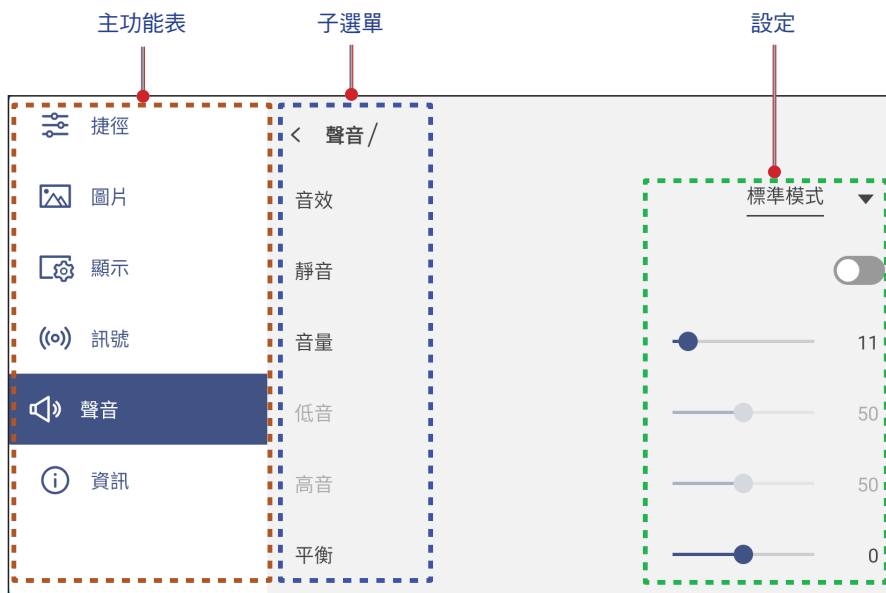 主功能表
子選單
設定
捷徑
圖片
顯示
訊號
聲音
資訊
< 聲音/
音效
標準模式
靜音
音量
11
低音
50
高音
50
平衡
0